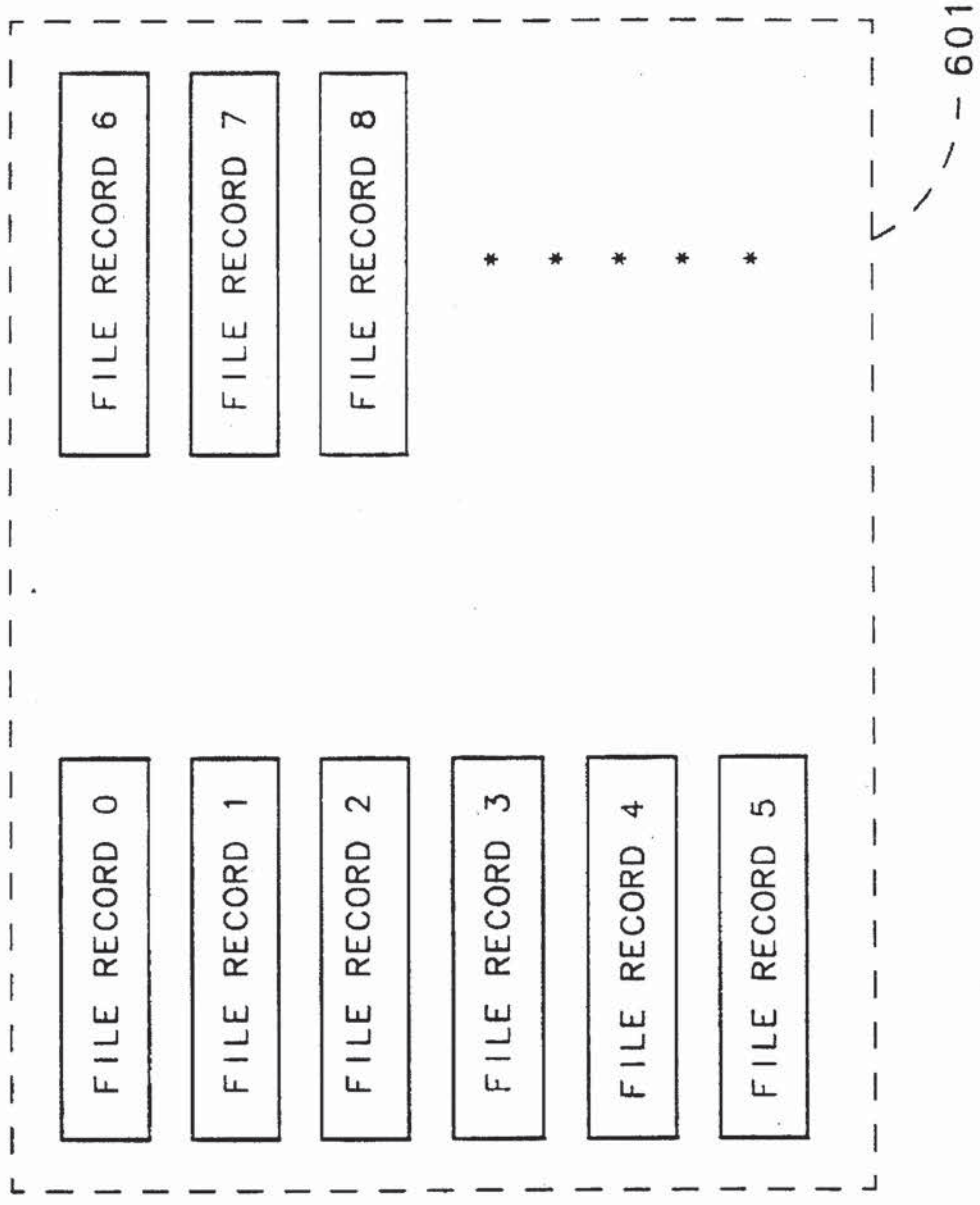 FILE RECORD 0
FILE RECORD 1
FILE RECORD 2
FILE RECORD 3
FILE RECORD 4
FILE RECORD 5
FILE RECORD 6
FILE RECORD 7
FILE RECORD 8
*
*
*
*
*
601